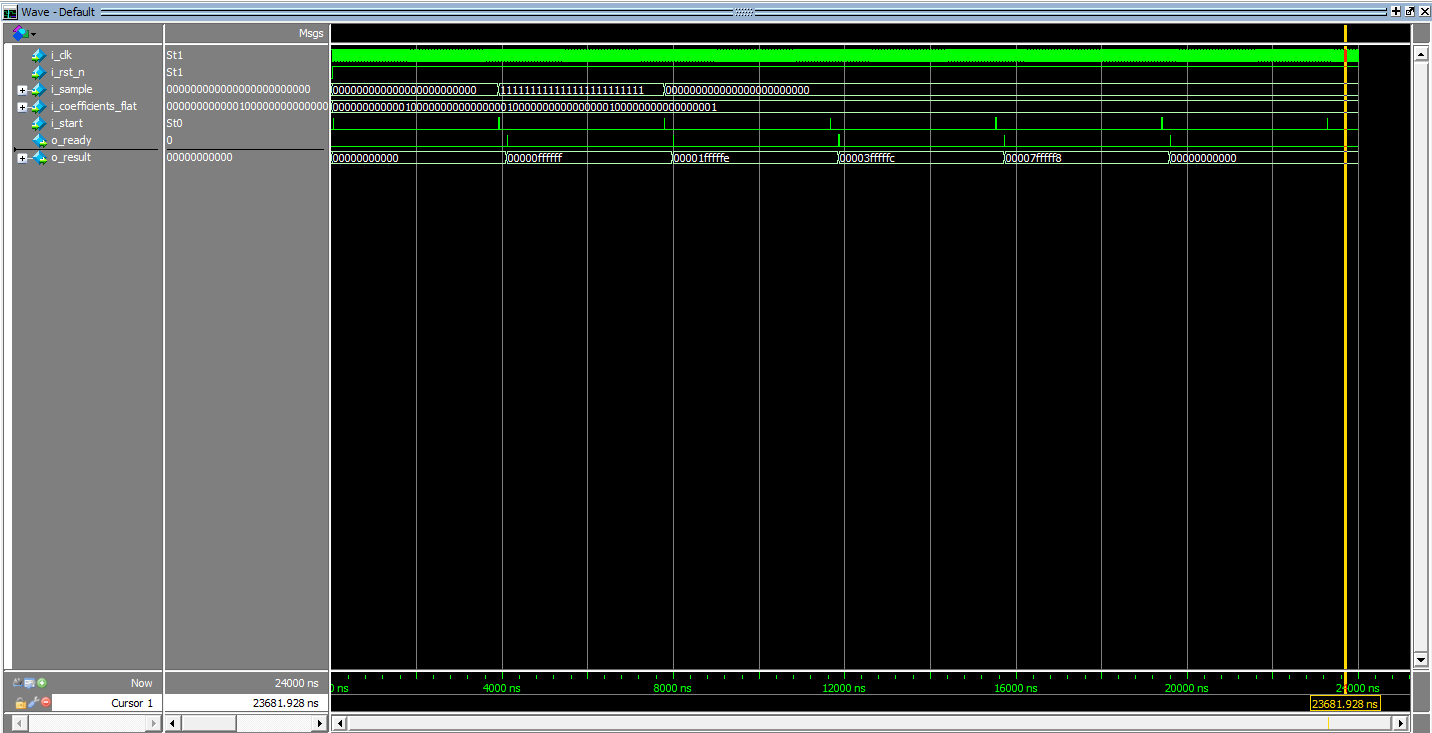 Wave - Default
Msgs
i_clk St1
i_rst_n St1
i_sample 000000000000000000000000 000000000000000000000000 111111111111111111111111 000000000000000000000000
i_coefficients_flat 000000000000100000000000000 0000000000001000000000000000010000000000000000100000000000000001
i_start St0
o_ready 0
o_result 00000000000 00000000000 00000ffffff 00001fffffe 00003fffffc 00007fffff8 00000000000
Now 24000 ns 0 ns 4000 ns 8000 ns 12000 ns 16000 ns 20000 ns 24000 ns
Cursor 1 23681.928 ns 23681.928 ns